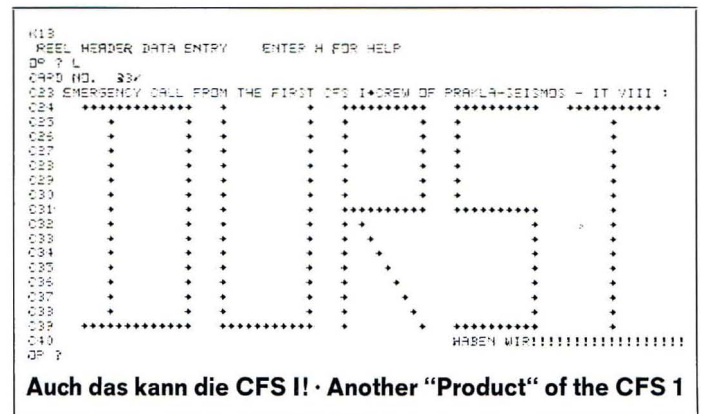 K13
REEL HEADER DATA ENTRY ENTER H FOR HELP
OP ? L
CARD NO.
C23 EMERGENCY CALL FROM THE FIRST CFS I+CREW OF PRAKLA-SEISMOS - IT VIII :
C24
C25
C26
C27
C28
C29
C30
C31
C32
C33
C34
C35
C36
C37
C38
C39
DURST
C40 HABEN WIR!!!!!!!!!!!!!!!!!!!
OP ?
Auch das kann die CFS I! · Another “Product“ of the CFS 1